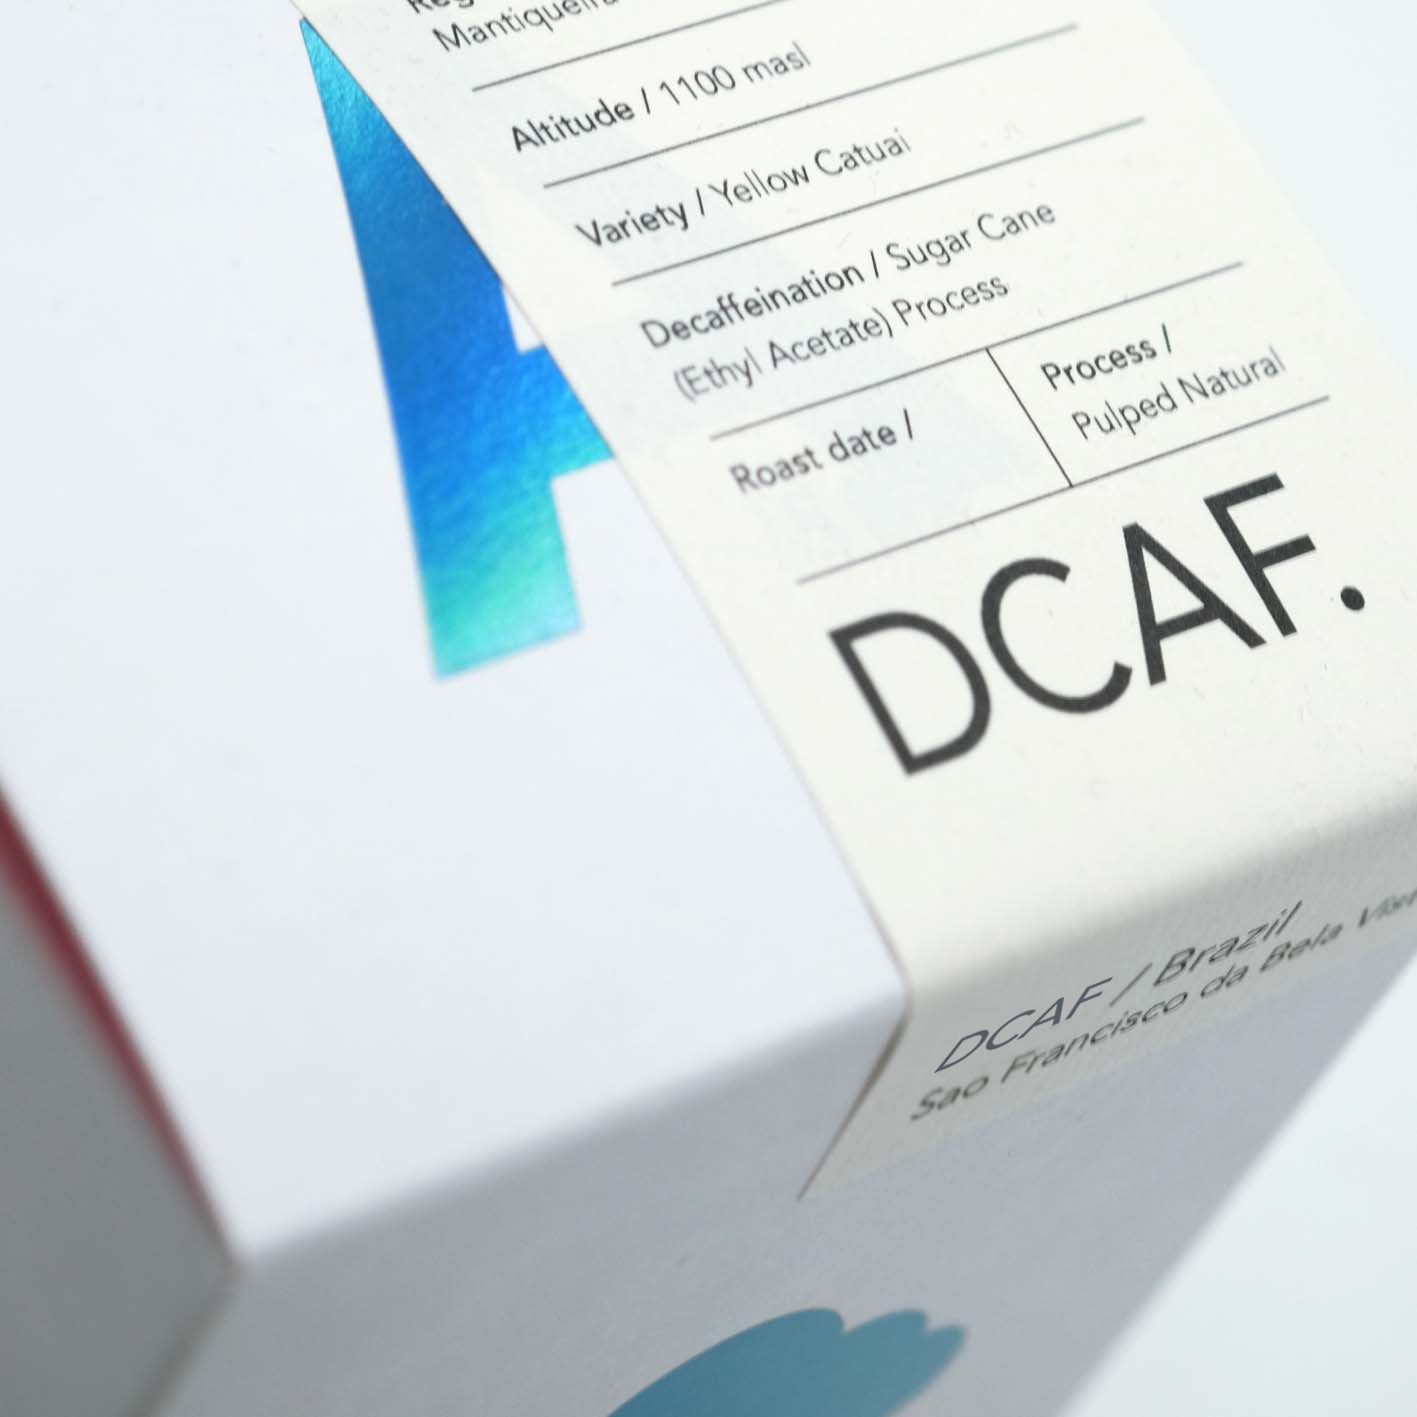 Mantiqueira
Altitude / 1100 masl
Variety / Yellow Catuai
Decaffeination / Sugar Cane
(Ethyl Acetate) Process
Roast date /
Process /
Pulped Natural
DCAF.
DCAF / Brazil
Sao Francisco da Bela
A